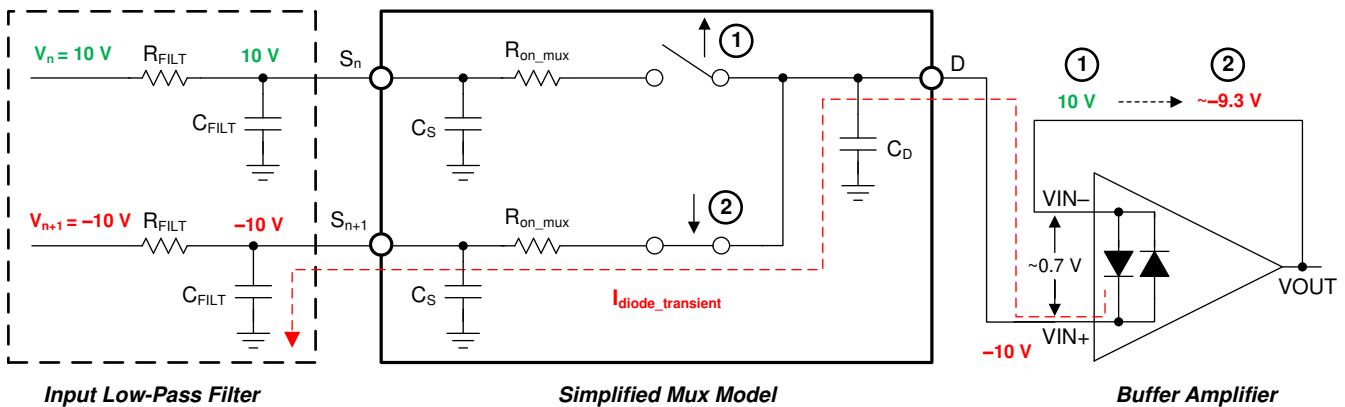 Vn = 10 V
RFILT
10 V
Sn
Ron_mux
1
D
1
2
10 V
~–9.3 V
CFILT
CS
CD
Vn+1 = –10 V
RFILT
–10 V
Sn+1
Ron_mux
2
VIN–
~0.7 V
CFILT
CS
Idiode_transient
VOUT
VIN+
–10 V
Input Low-Pass Filter
Simplified Mux Model
Buffer Amplifier